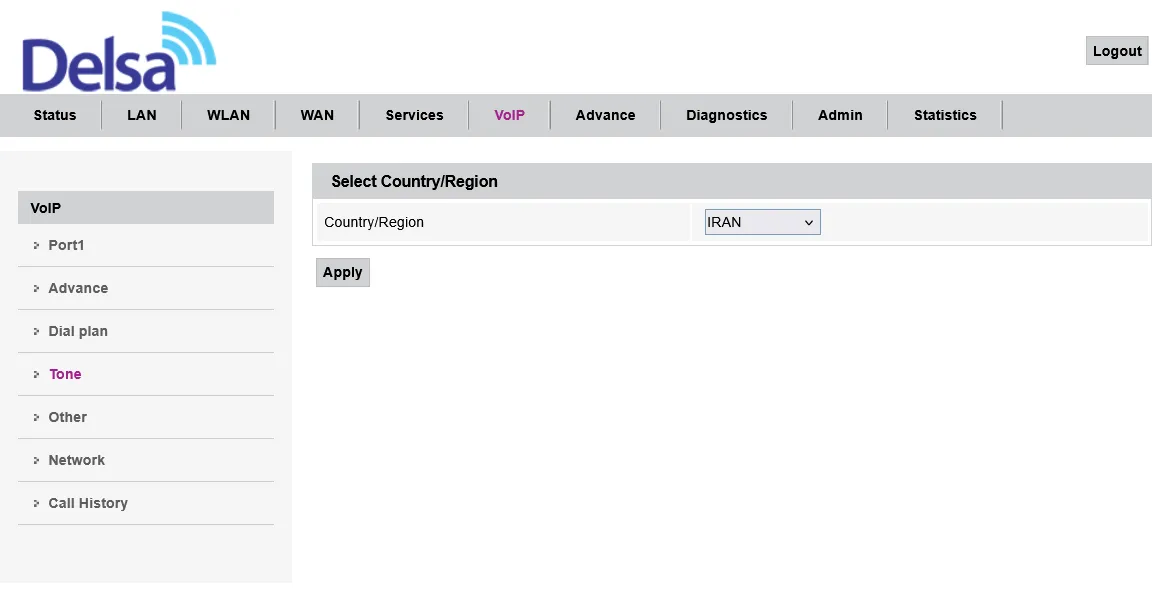 Delsa
Logout
Status LAN WLAN WAN Services VoIP Advance Diagnostics Admin Statistics
VoIP
Port1
Advance
Dial plan
Tone
Other
Network
Call History
Select Country/Region
Country/Region IRAN
Apply